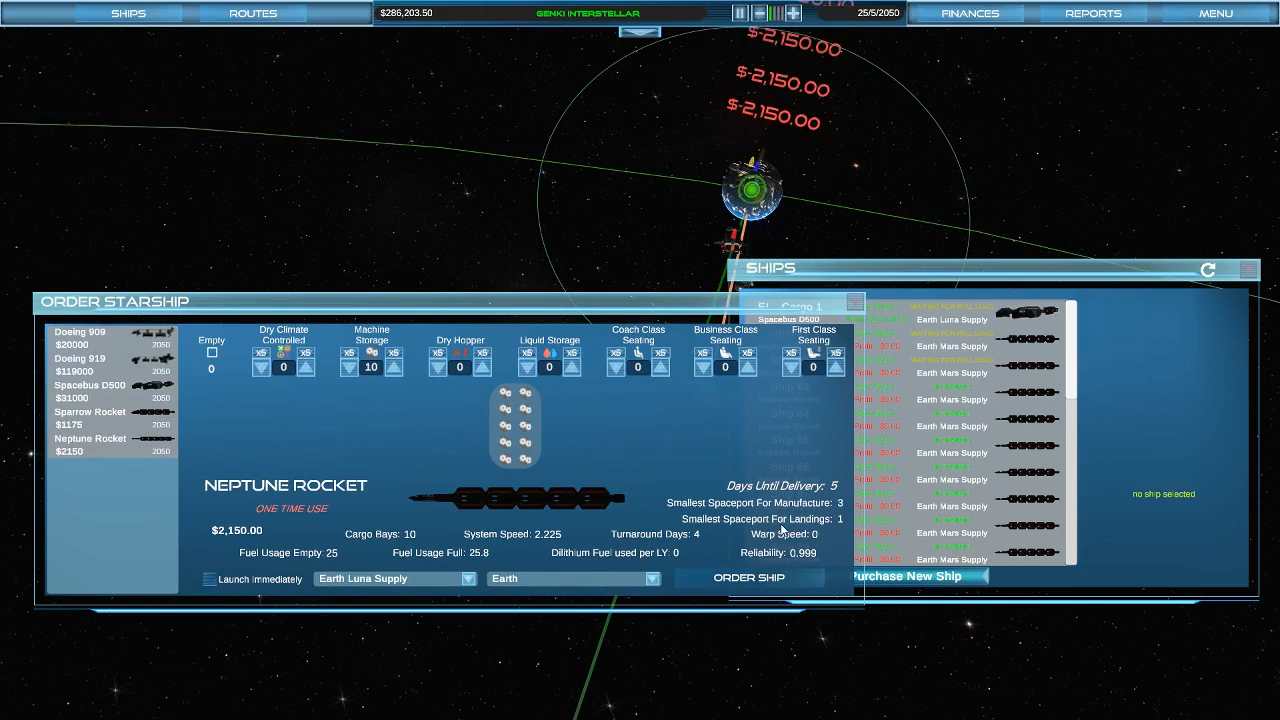 SHIPS
ROUTES
$286,203.50
GENKI INTERSTELLAR
25/5/2050
FINANCES
REPORTS
MENU
$-2,150.00
$-2,150.00
$-2,150.00
SHIPS
ORDER STARSHIP
Cargo 1
Spacebus D500
WAITING FOR FULL LOAD
Earth Luna Supply
Earth Mars Supply
Earth Mars Supply
Earth Mars Supply
Earth Mars Supply
Earth Mars Supply
Earth Mars Supply
Earth Mars Supply
Earth Mars Supply
Earth Mars Supply
Doeing 909
$20000
2050
Doeing 919
$119000
2050
Spacebus D500
$31000
2050
Sparrow Rocket
$1175
2050
Neptune Rocket
$2150
2050
Empty
0
Dry Climate
Controlled
x5 x5
0
Machine
Storage
x5 x5
10
Dry Hopper
x5 x5
0
Liquid Storage
x5 x5
0
Coach Class
Seating
x5 x5
0
Business Class
Seating
x5 x5
0
First Class
Seating
x5 x5
0
NEPTUNE ROCKET
ONE TIME USE
$2,150.00
Days Until Delivery: 5
Smallest Spaceport For Manufacture: 3
Smallest Spaceport For Landings: 1
Cargo Bays: 10
System Speed: 2.225
Turnaround Days: 4
Warp Speed: 0
Fuel Usage Empty: 25
Fuel Usage Full: 25.8
Dilithium Fuel used per LY: 0
Reliability: 0.999
Launch Immediately
Earth Luna Supply
Earth
ORDER SHIP
Purchase New Ship
no ship selected